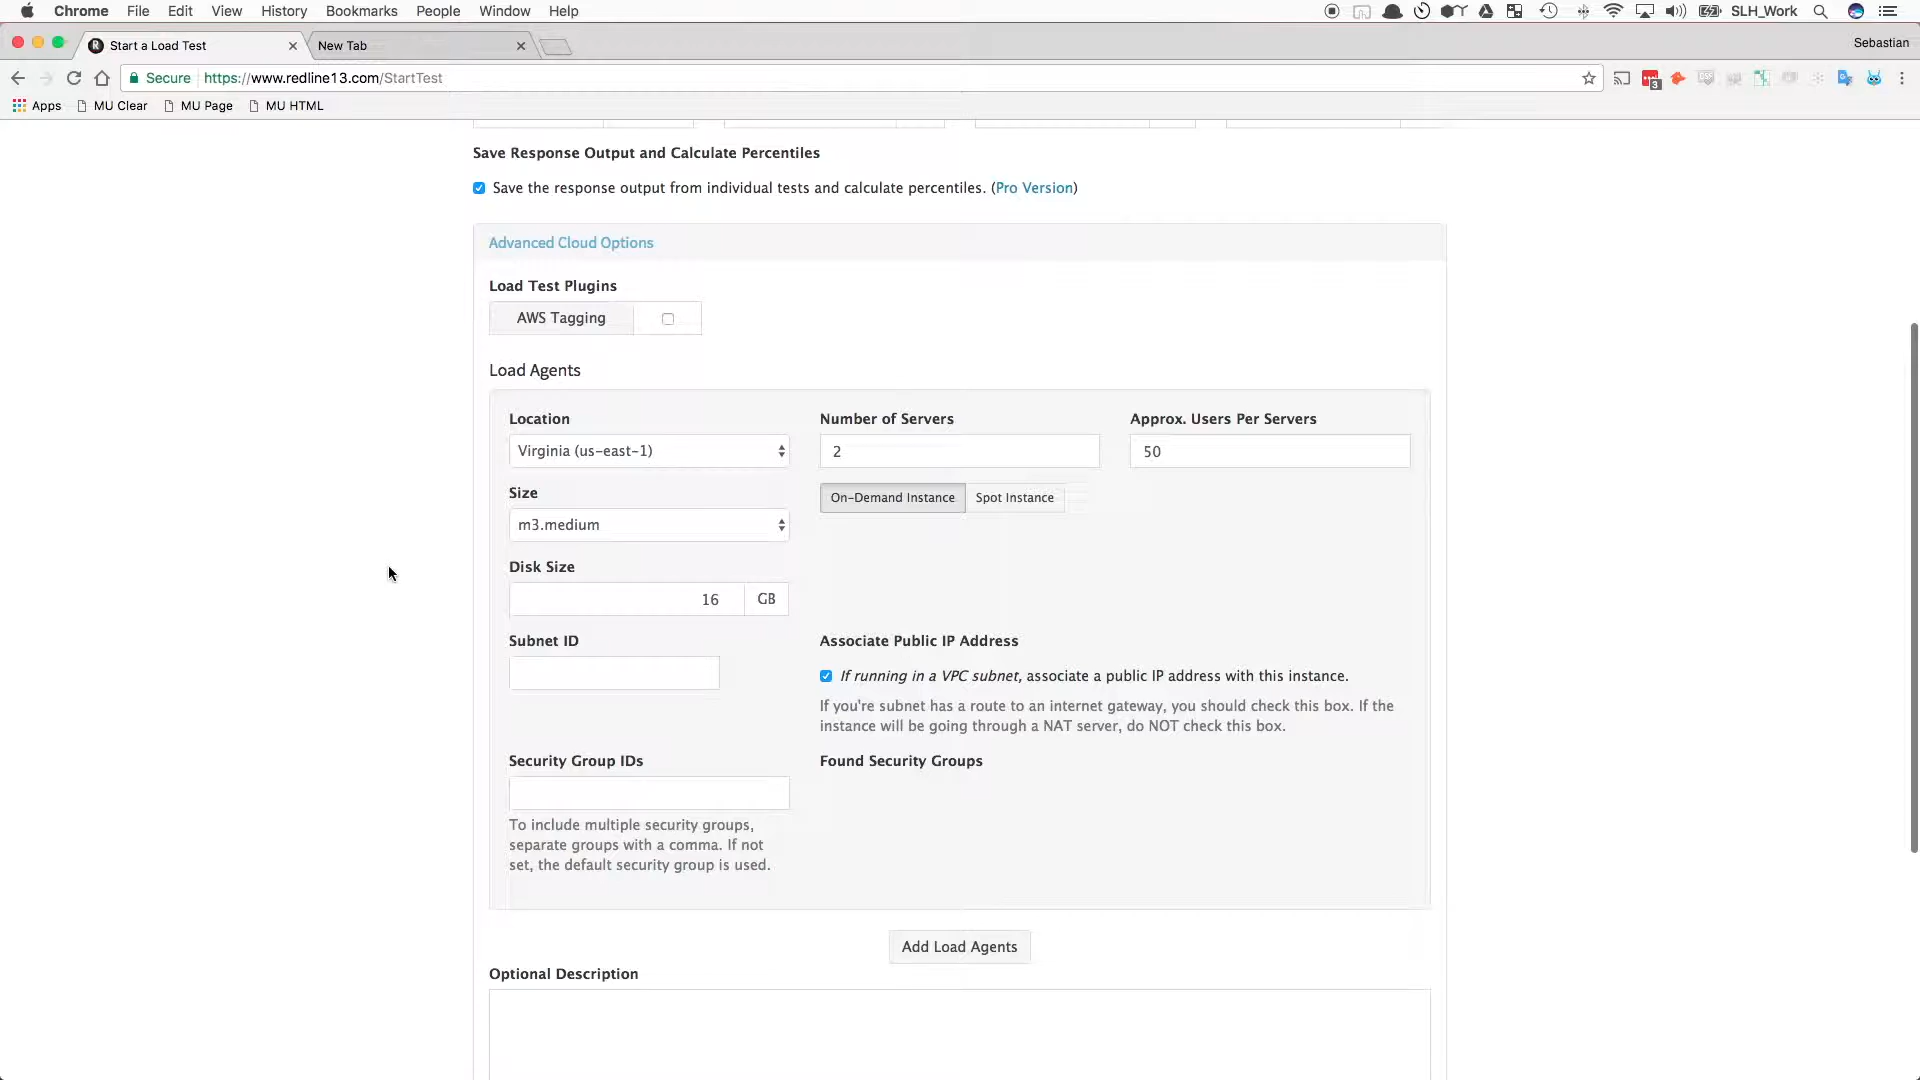 Chrome File Edit View History Bookmarks People Window Help SLH_Work
Start a Load Test New Tab Sebastian
Secure https://www.redline13.com/StartTest
Apps MU Clear MU Page MU HTML
Save Response Output and Calculate Percentiles
Save the response output from individual tests and calculate percentiles. (Pro Version)
Advanced Cloud Options
Load Test Plugins
AWS Tagging
Load Agents
Location Number of Servers Approx. Users Per Servers
Virginia (us-east-1) 2 50
Size
On-Demand Instance Spot Instance
m3.medium
Disk Size
16 GB
Subnet ID Associate Public IP Address
If running in a VPC subnet, associate a public IP address with this instance.
If you're subnet has a route to an internet gateway, you should check this box. If the
instance will be going through a NAT server, do NOT check this box.
Security Group IDs Found Security Groups
To include multiple security groups,
separate groups with a comma. If not
set, the default security group is used.
Add Load Agents
Optional Description